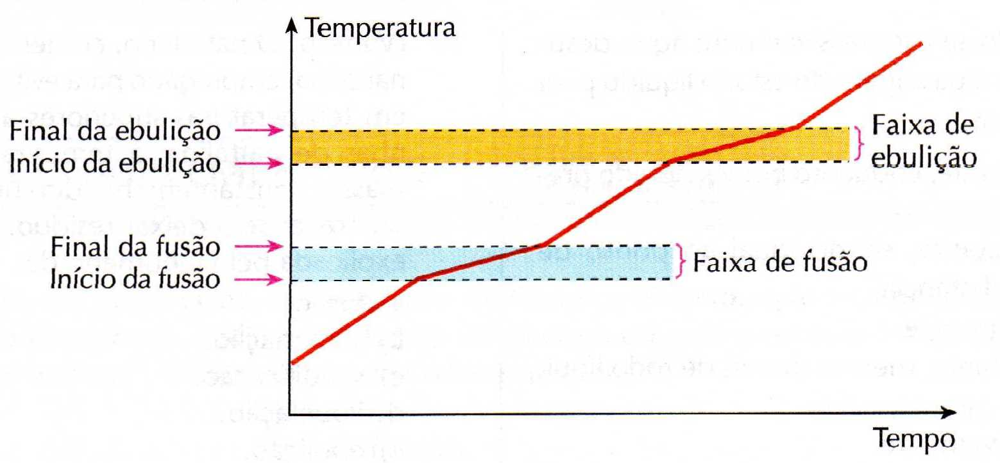 Temperatura
Final da ebulição
Início da ebulição
Faixa de
ebulição
Final da fusão
Início da fusão
Faixa de fusão
Tempo